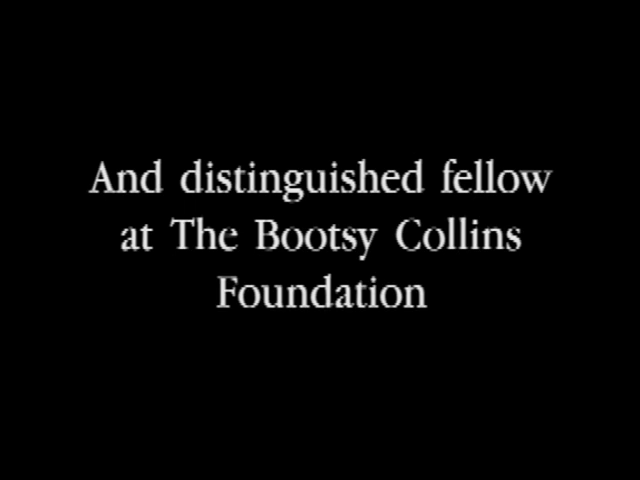 And distinguished fellow
at The Bootsy Collins
Foundation